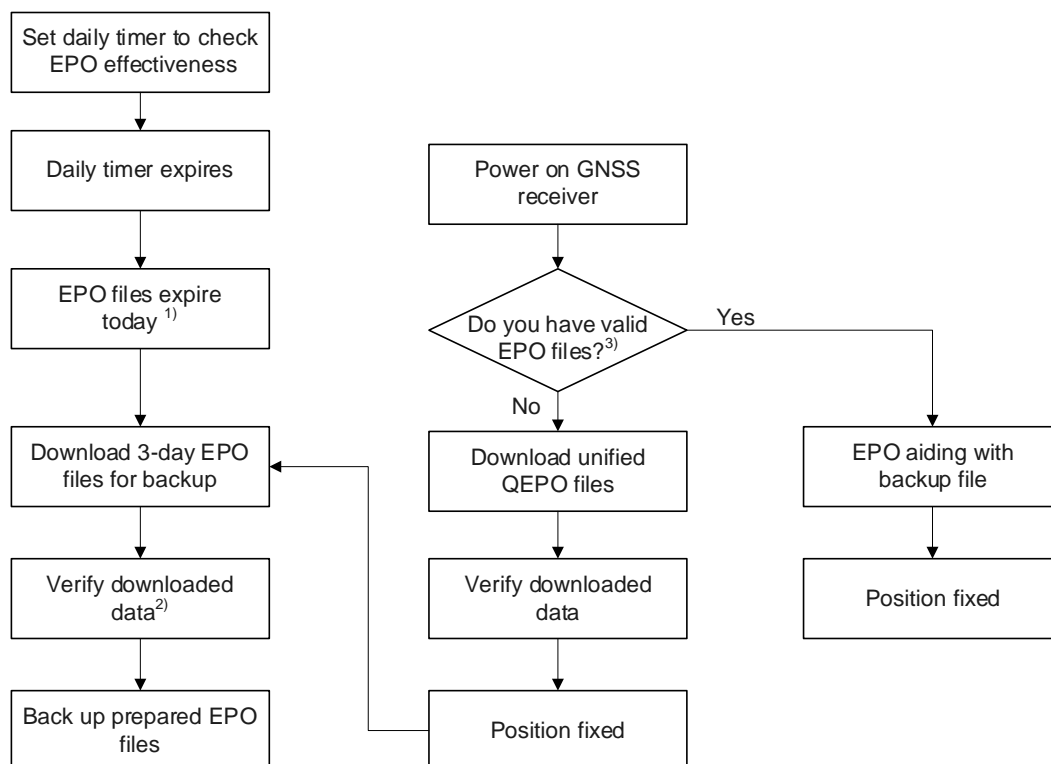 Set daily timer to check
EPO effectiveness
Daily timer expires
EPO files expire
today 1)
Download 3-day EPO
files for backup
Verify downloaded
data2)
Back up prepared EPO
files
Power on GNSS
receiver
Do you have valid
EPO files?3)
Yes
No
Download unified
QEPO files
Verify downloaded
data
Position fixed
EPO aiding with
backup file
Position fixed